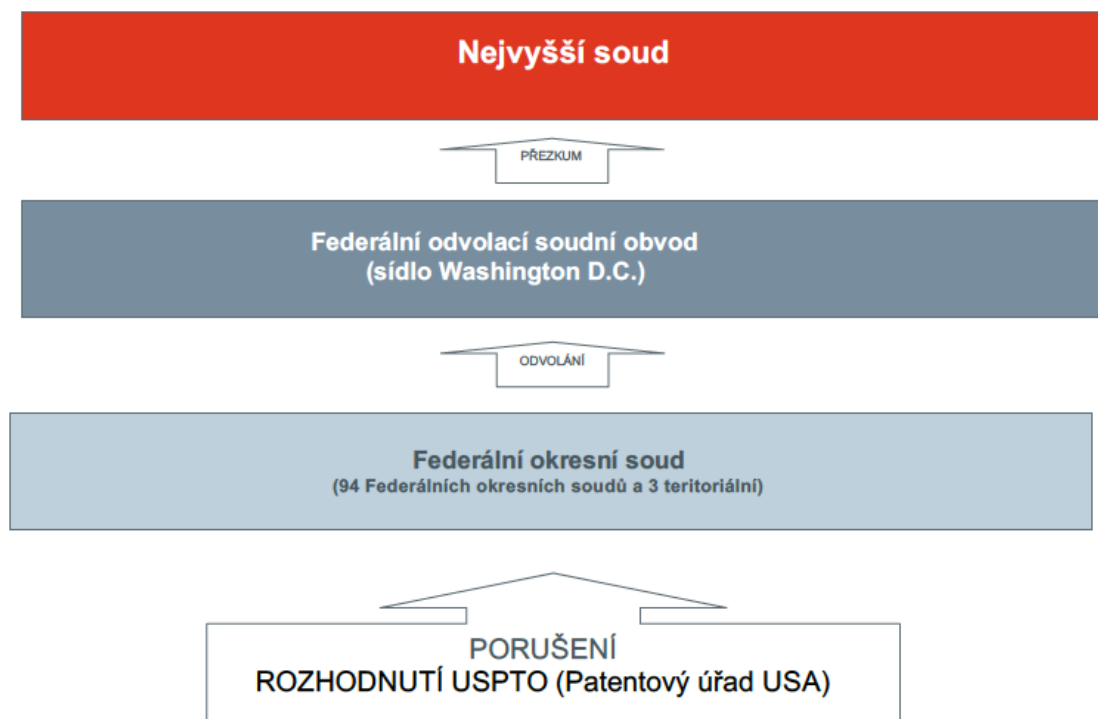 Nejvyšší soud
PŘEZKUM
Federální odvolací soudní obvod
(sídlo Washington D.C.)
ODVOLÁNÍ
Federální okresní soud
(94 Federálních okresních soudů a 3 teritoriální)
PORUŠENÍ
ROZHODNUTÍ USPTO (Patentový úřad USA)